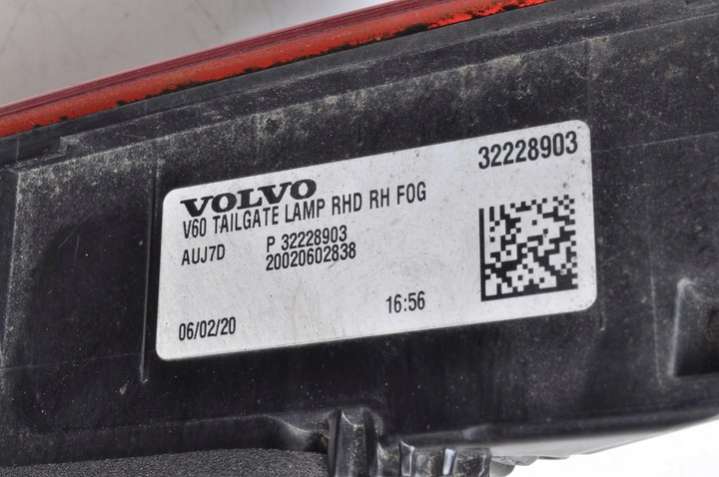 32228903
VOLVO
V60 TAILGATE LAMP RHD RH FOG
AUJ7D P 32228903
20020602838
06/02/20 16:56